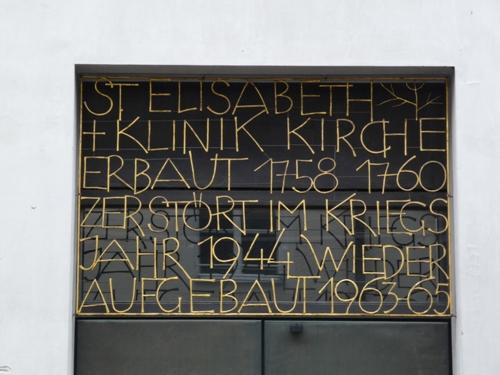 ST. ELISABETH
+ KLINIK KIRCHE
ERBAUT 1758 1760
ZERSTÖRT IM KRIEGS
JAHR 1944 WIEDER
AUFGEBAUT 1963-65